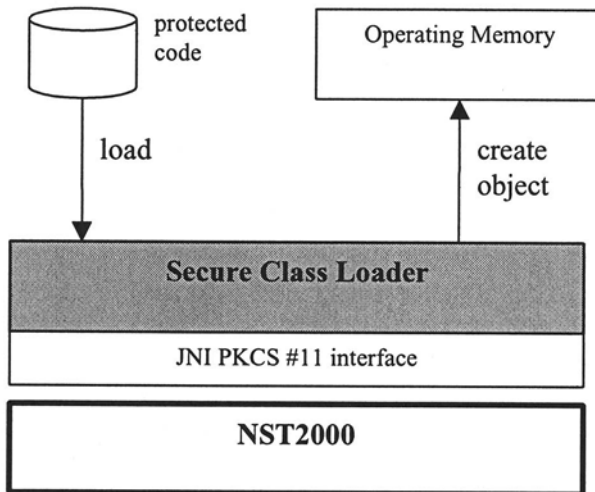 protected
code
Operating Memory
load
create
object
Secure Class Loader
JNI PKCS #11 interface
NST2000